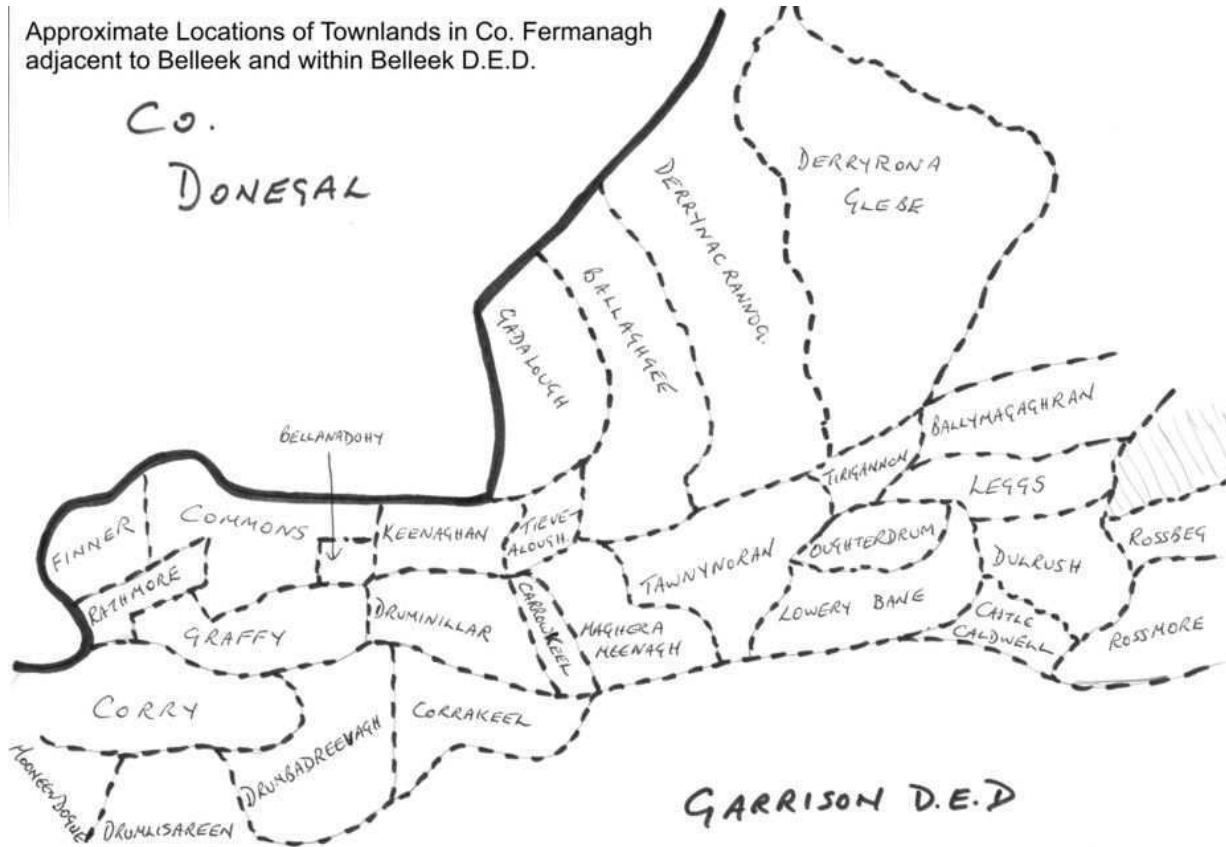 Approximate Locations of Townlands in Co. Fermanagh
adjacent to Belleek and within Belleek D.E.D.
Co.
DONEGAL
DERRYRONA
GLEBE
DERRYNACRANNOG.
BALLAGHGEE
GADALOUGH
BELLANADOHY
BALLYMAGAGHRAN
TIRIGANNON
LEGGS
FINNER
COMMONS
KEENAGHAN
TIEVE-
ALOUGH
OUGHTERDRUM
DULRUSH
ROSSBEG
RATHMORE
TAWNYNORAN
GRAFFY
DRUMINILLAR
CARROWKEEL
MAGHERA
MEENAGH
LOWERY BANE
CASTLE
CALDWELL
ROSSMORE
CORRY
DRUMBADREEVAGH
CORRAKEEL
MOONEENDOGUE
DRUMLISAREEN
GARRISON D.E.D